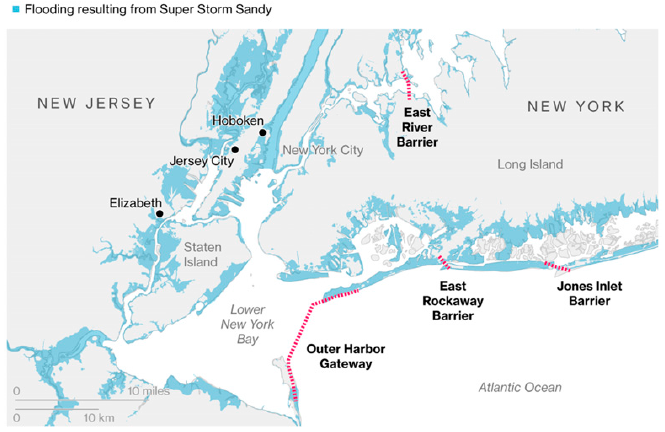 Flooding resulting from Super Storm Sandy
NEW JERSEY
NEW YORK
Hoboken
East
River
Barrier
New York City
Jersey City
Long Island
Elizabeth
Staten
Island
East
Rockaway
Barrier
Jones Inlet
Barrier
Lower
New York
Bay
Outer Harbor
Gateway
Atlantic Ocean
0 10 miles
0 10 km